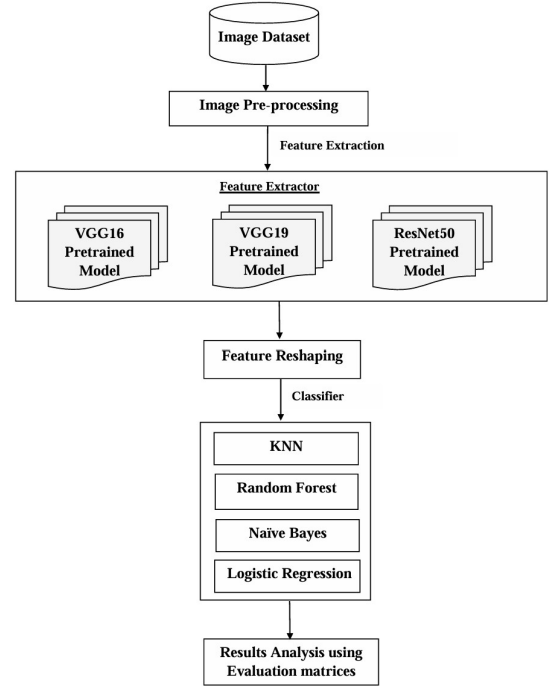 Image Dataset
Image Pre-processing
Feature Extraction
Feature Extractor
VGG16
Pretrained
Model
VGG19
Pretrained
Model
ResNet50
Pretrained
Model
Feature Reshaping
Classifier
KNN
Random Forest
Naïve Bayes
Logistic Regression
Results Analysis using
Evaluation matrices